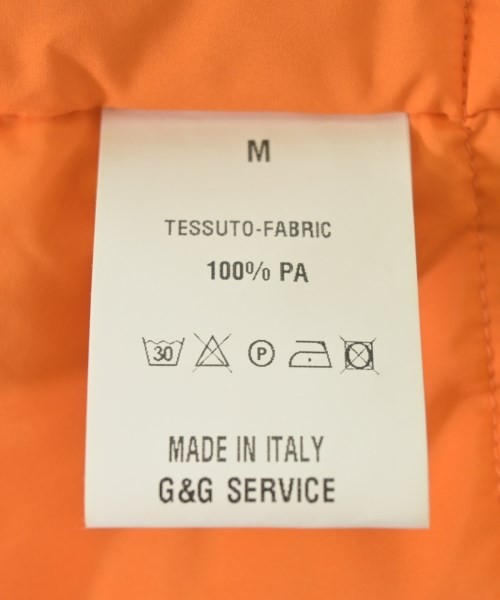 M
TESSUTO-FABRIC
100% PA
30 P
MADE IN ITALY
G&G SERVICE